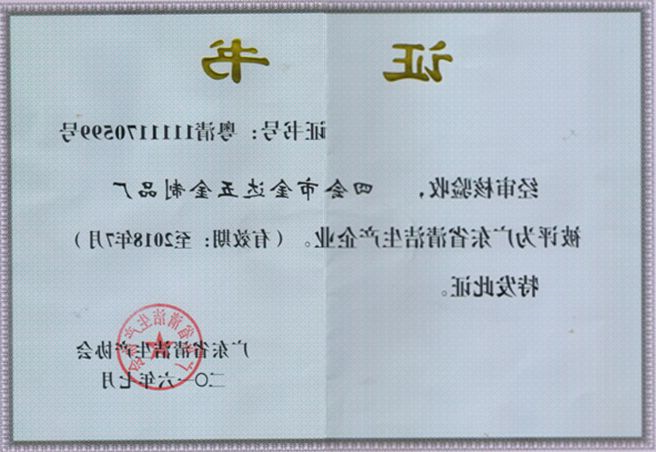 证 书
证书号：粤清1111170599号
经审核验收，四会市金达五金制品厂
被评为广东省清洁生产企业。（有效期：至2018年7月）
特发此证。
广东省清洁生产协会
二〇一六年七月